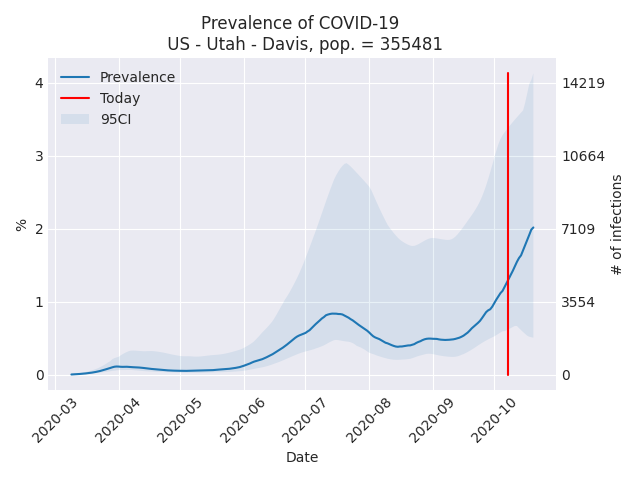 Prevalence of COVID-19
US - Utah - Davis, pop. = 355481
Prevalence
Today
95CI
%
4
3
2
1
0
14219
10664
7109
3554
0
# of infections
2020-03
2020-04
2020-05
2020-06
2020-07
2020-08
2020-09
2020-10
Date